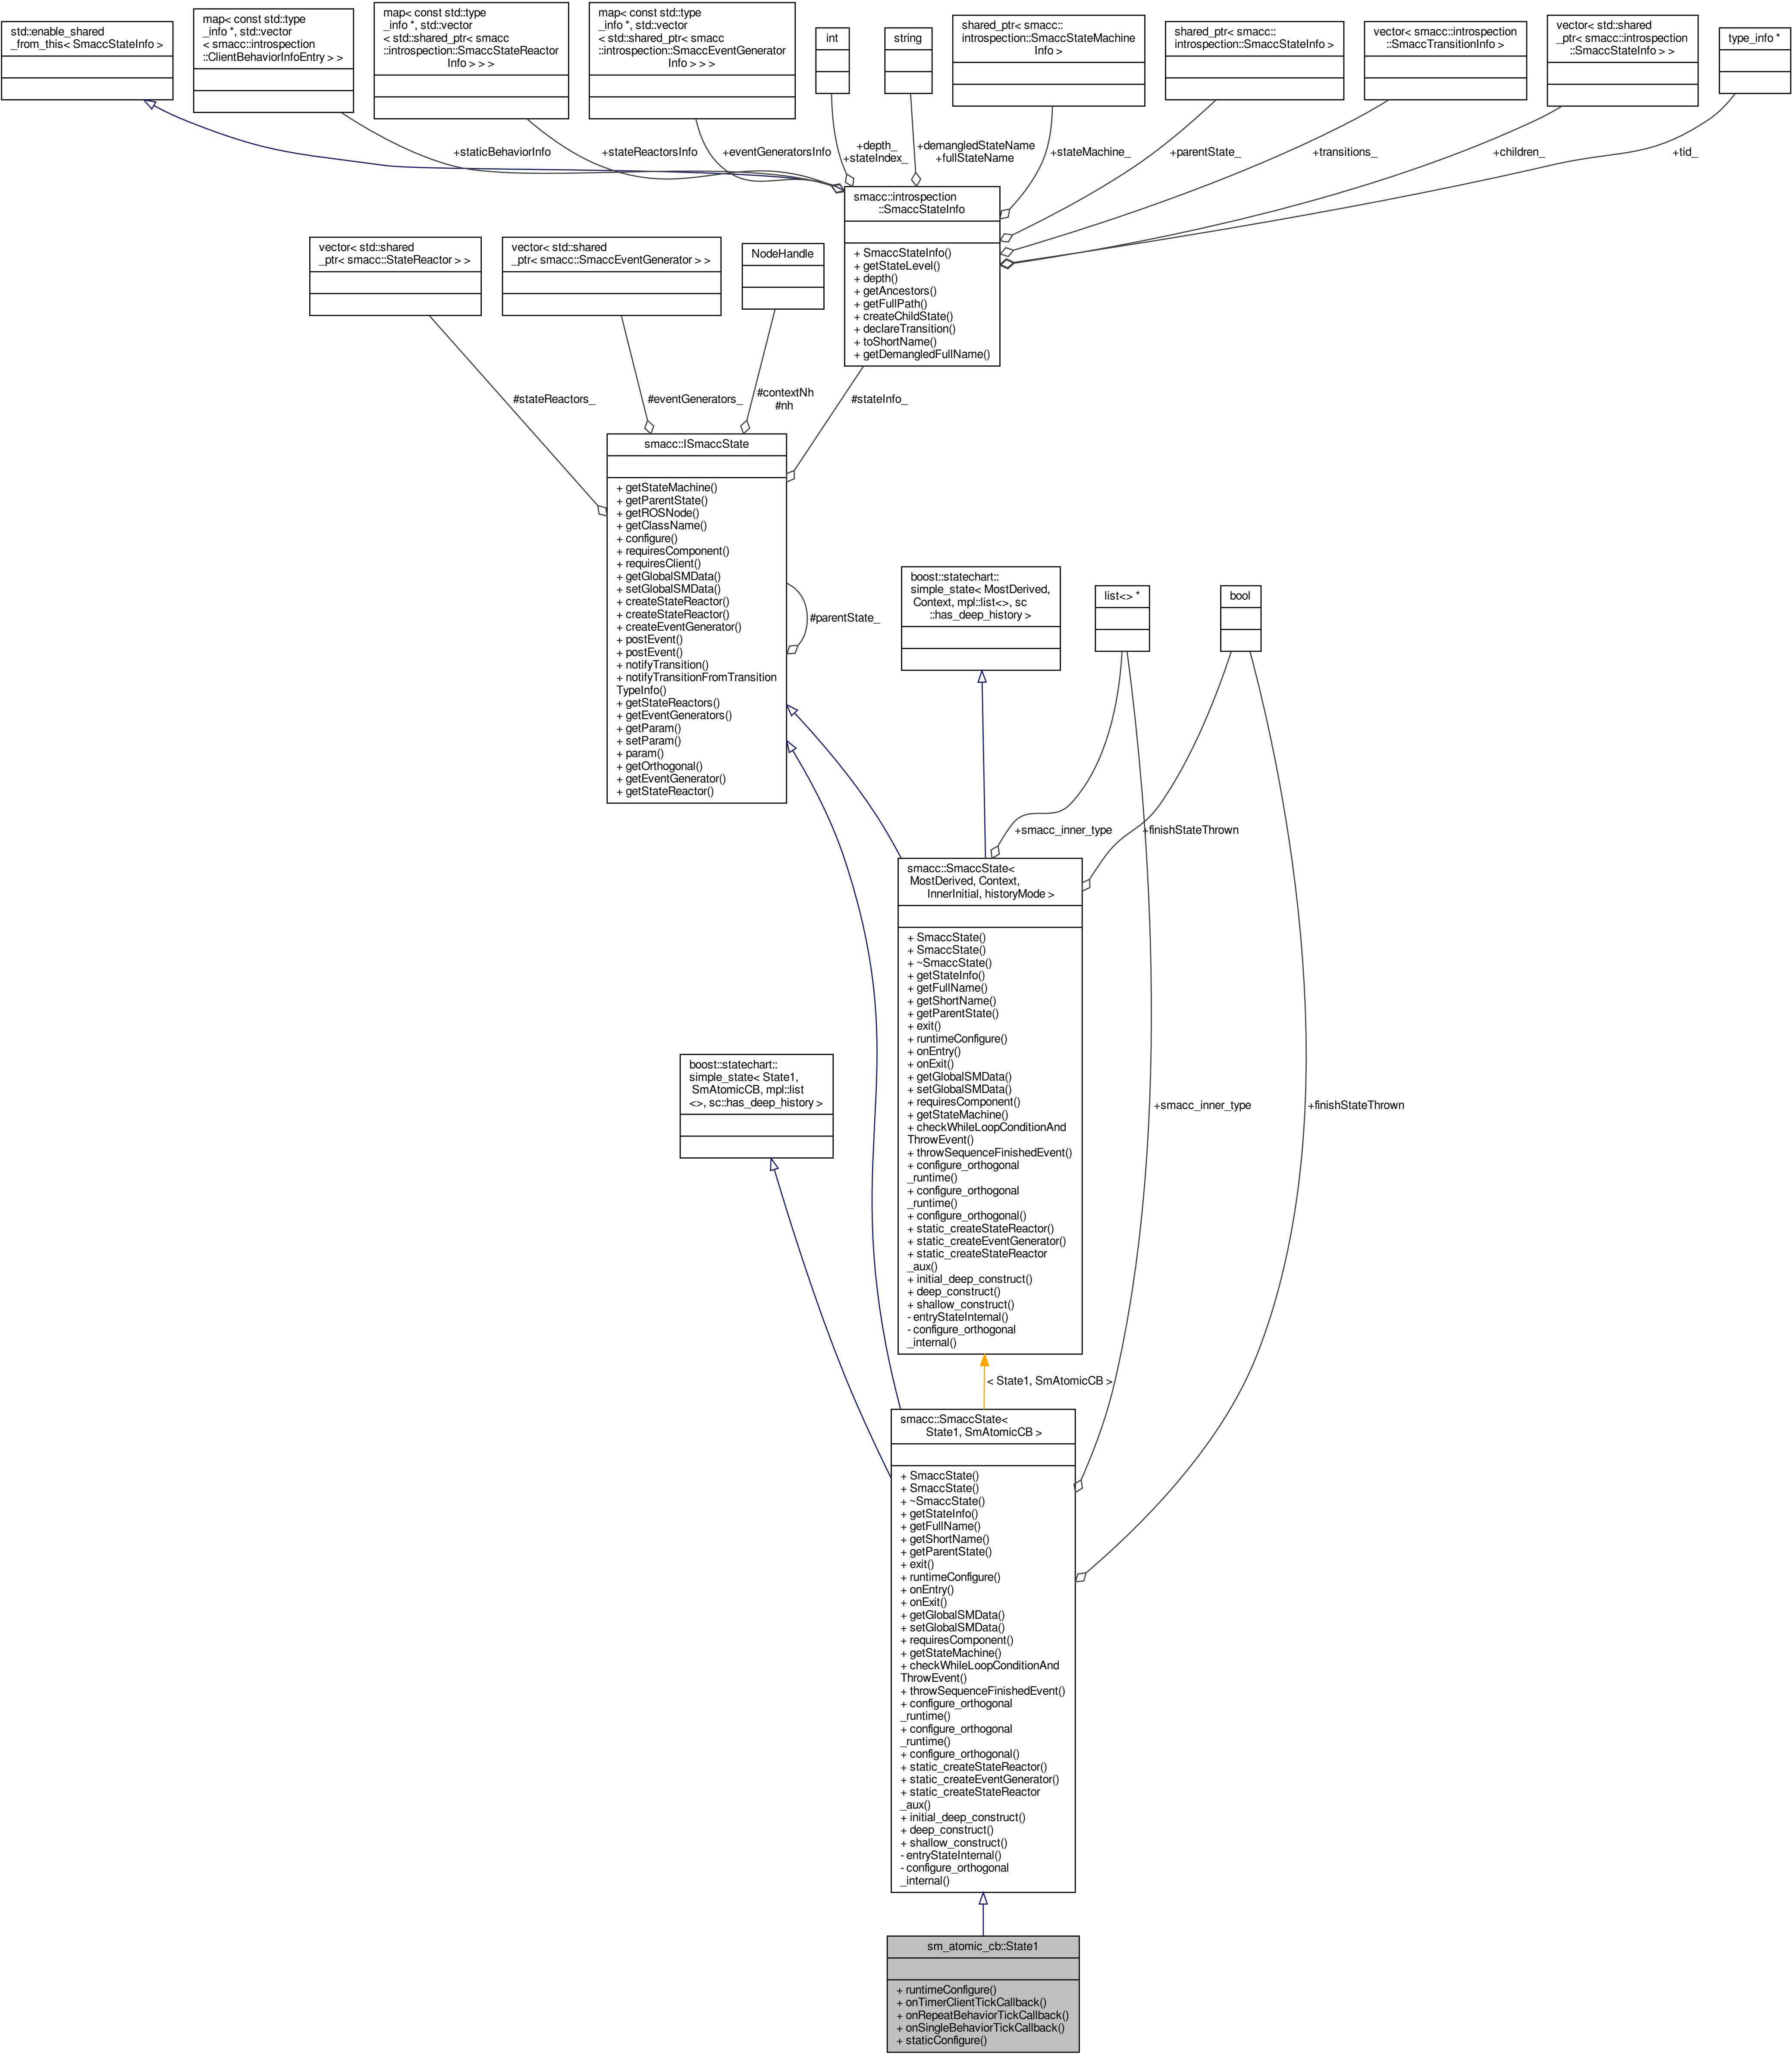 std::enable_shared
_from_this< SmaccStateInfo >
map< const std::type
_info *, std::vector
< smacc::introspection
::ClientBehaviorInfoEntry > >
map< const std::type
_info *, std::vector
< std::shared_ptr< smacc
::introspection::SmaccStateReactor
Info > > >
map< const std::type
_info *, std::vector
< std::shared_ptr< smacc
::introspection::SmaccEventGenerator
Info > > >
int
string
shared_ptr< smacc::
introspection::SmaccStateMachine
Info >
shared_ptr< smacc::
introspection::SmaccStateInfo >
vector< smacc::introspection
::SmaccTransitionInfo >
vector< std::shared
_ptr< smacc::introspection
::SmaccStateInfo > >
type_info *
+staticBehaviorInfo
+stateReactorsInfo
+eventGeneratorsInfo
+depth_
+stateIndex_
+demangledStateName
+fullStateName
+stateMachine_
+parentState_
+transitions_
+children_
+tid_
smacc::introspection
::SmaccStateInfo
+ SmaccStateInfo()
+ getStateLevel()
+ depth()
+ getAncestors()
+ getFullPath()
+ createChildState()
+ declareTransition()
+ toShortName()
+ getDemangledFullName()
vector< std::shared
_ptr< smacc::StateReactor > >
vector< std::shared
_ptr< smacc::SmaccEventGenerator > >
NodeHandle
#stateReactors_
#eventGenerators_
#contextNh
#nh
#stateInfo_
smacc::ISmaccState
+ getStateMachine()
+ getParentState()
+ getROSNode()
+ getClassName()
+ configure()
+ requiresComponent()
+ requiresClient()
+ getGlobalSMData()
+ setGlobalSMData()
+ createStateReactor()
+ createStateReactor()
+ createEventGenerator()
+ postEvent()
+ postEvent()
+ notifyTransition()
+ notifyTransitionFromTransition
TypeInfo()
+ getStateReactors()
+ getEventGenerators()
+ getParam()
+ setParam()
+ param()
+ getOrthogonal()
+ getEventGenerator()
+ getStateReactor()
#parentState_
boost::statechart::
simple_state< MostDerived,
Context, mpl::list<>, sc
::has_deep_history >
list<> *
bool
+smacc_inner_type
+finishStateThrown
smacc::SmaccState<
MostDerived, Context,
InnerInitial, historyMode >
+ SmaccState()
+ SmaccState()
+ ~SmaccState()
+ getStateInfo()
+ getFullName()
+ getShortName()
+ getParentState()
+ exit()
+ runtimeConfigure()
+ onEntry()
+ onExit()
+ getGlobalSMData()
+ setGlobalSMData()
+ requiresComponent()
+ getStateMachine()
+ checkWhileLoopConditionAnd
ThrowEvent()
+ throwSequenceFinishedEvent()
+ configure_orthogonal
_runtime()
+ configure_orthogonal
_runtime()
+ configure_orthogonal()
+ static_createStateReactor()
+ static_createEventGenerator()
+ static_createStateReactor
_aux()
+ initial_deep_construct()
+ deep_construct()
+ shallow_construct()
- entryStateInternal()
- configure_orthogonal
_internal()
boost::statechart::
simple_state< State1,
SmAtomicCB, mpl::list
<>, sc::has_deep_history >
+smacc_inner_type
+finishStateThrown
< State1, SmAtomicCB >
smacc::SmaccState<
State1, SmAtomicCB >
+ SmaccState()
+ SmaccState()
+ ~SmaccState()
+ getStateInfo()
+ getFullName()
+ getShortName()
+ getParentState()
+ exit()
+ runtimeConfigure()
+ onEntry()
+ onExit()
+ getGlobalSMData()
+ setGlobalSMData()
+ requiresComponent()
+ getStateMachine()
+ checkWhileLoopConditionAnd
ThrowEvent()
+ throwSequenceFinishedEvent()
+ configure_orthogonal
_runtime()
+ configure_orthogonal
_runtime()
+ configure_orthogonal()
+ static_createStateReactor()
+ static_createEventGenerator()
+ static_createStateReactor
_aux()
+ initial_deep_construct()
+ deep_construct()
+ shallow_construct()
- entryStateInternal()
- configure_orthogonal
_internal()
sm_atomic_cb::State1
+ runtimeConfigure()
+ onTimerClientTickCallback()
+ onRepeatBehaviorTickCallback()
+ onSingleBehaviorTickCallback()
+ staticConfigure()